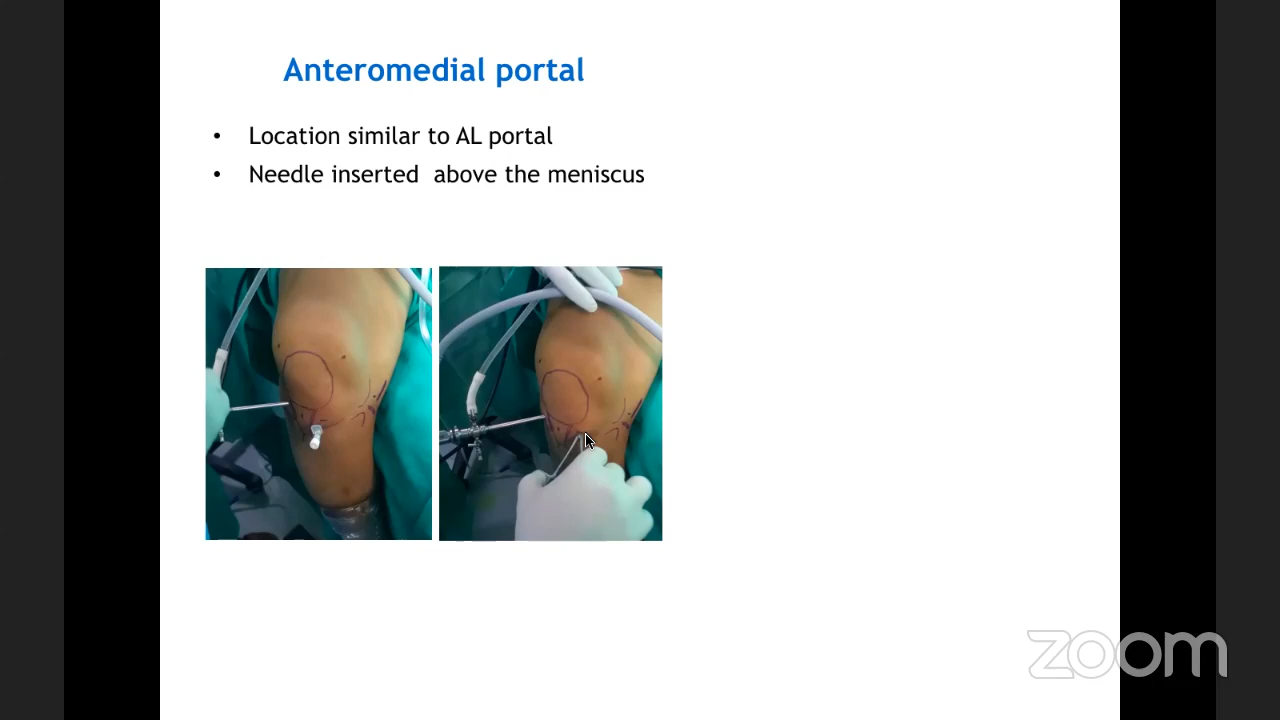 Anteromedial portal
• Location similar to AL portal
• Needle inserted  above the meniscus
zoom